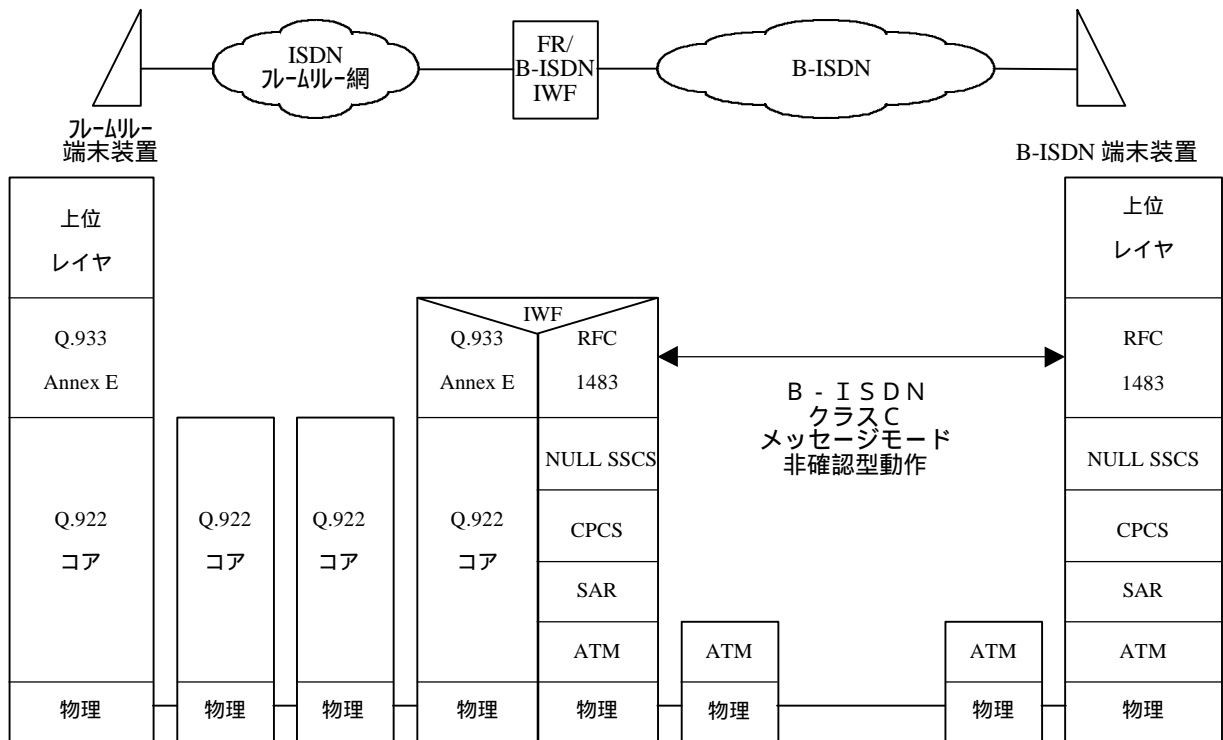 ISDN
フレームリレー網
FR/
B-ISDN
IWF
B-ISDN
フレームリレー
端末装置
B-ISDN 端末装置
上位
レイヤ
Q.933
Annex E
Q.922
コア
物理
Q.922
コア
物理
Q.922
コア
物理
IWF
Q.933
Annex E
Q.922
コア
物理
RFC
1483
NULL SSCS
CPCS
SAR
ATM
物理
B - ISDN
クラスC
メッセージモード
非確認型動作
ATM
物理
ATM
物理
上位
レイヤ
RFC
1483
NULL SSCS
CPCS
SAR
ATM
物理